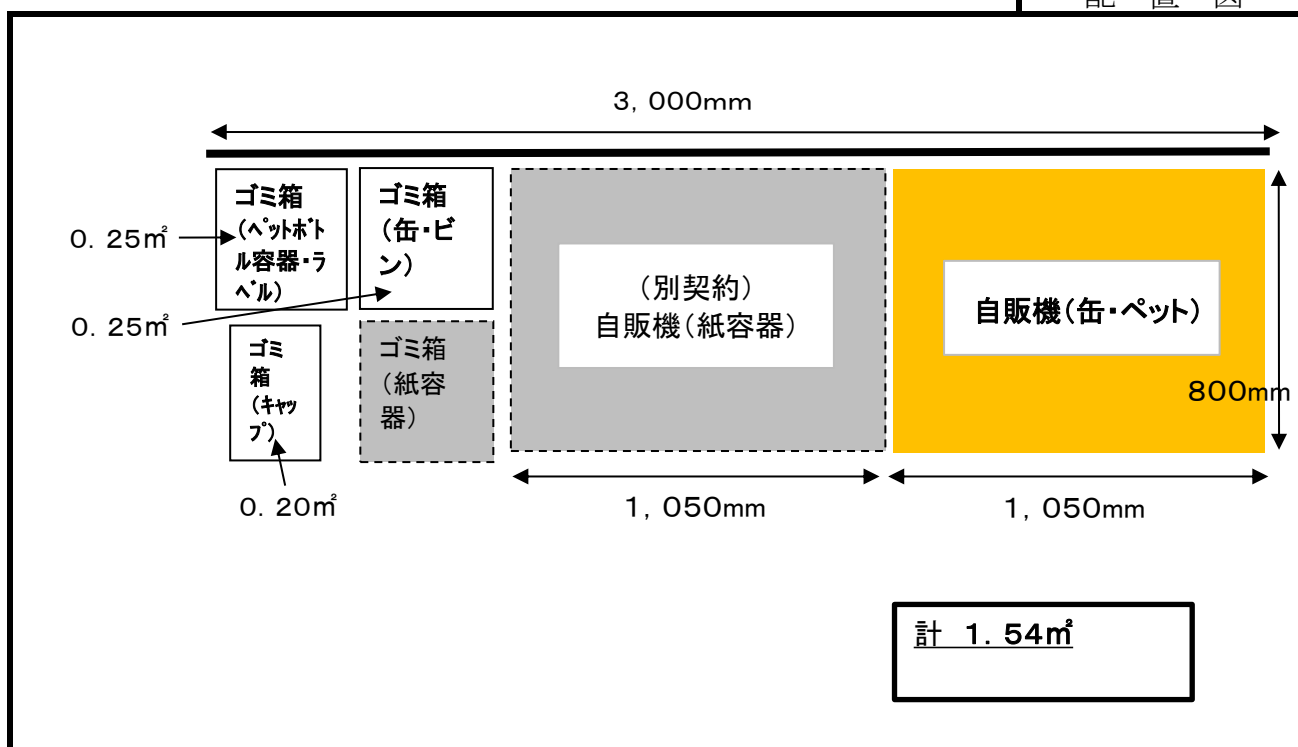 配 置 図
3,000mm
ゴミ箱
(ペットボト
ル容器・ラ
ベル)
0.25㎡
ゴミ箱
(缶・ビ
ン)
0.25㎡
(別契約)
自販機(紙容器)
自販機(缶・ペット)
ゴミ
箱
(キャッ
プ)
ゴミ箱
(紙容
器)
800mm
0.20㎡
1,050mm
1,050mm
計 1.54㎡